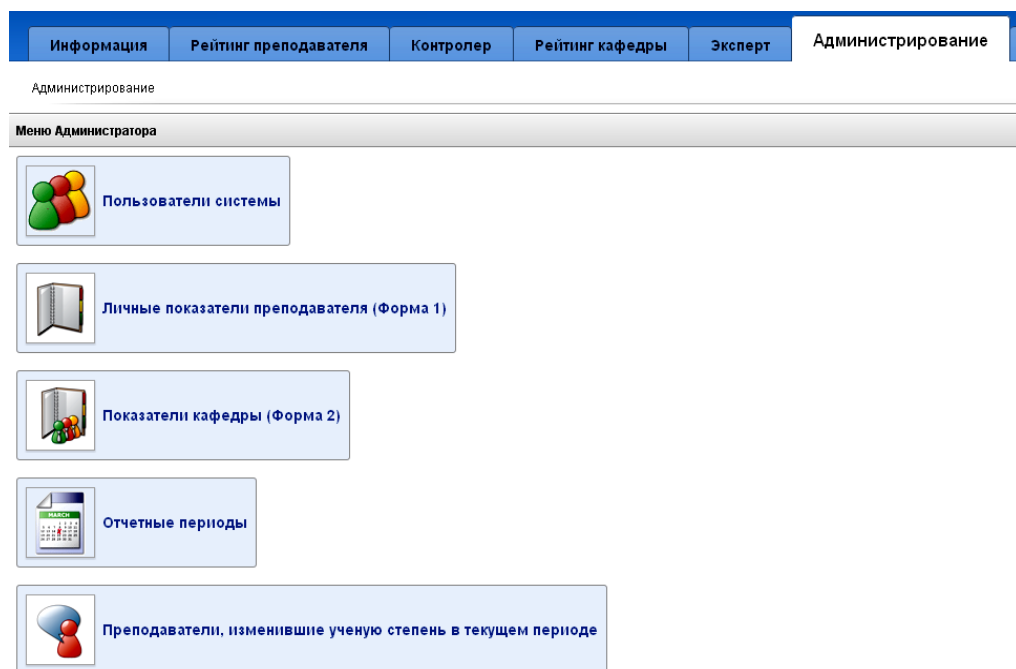 Информация Рейтинг преподавателя Контролер Рейтинг кафедры Эксперт Администрирование
Администрирование
Меню Администратора
Пользователи системы
Личные показатели преподавателя (Форма 1)
Показатели кафедры (Форма 2)
MARCH
Отчетные периоды
Преподаватели, изменившие ученую степень в текущем периоде